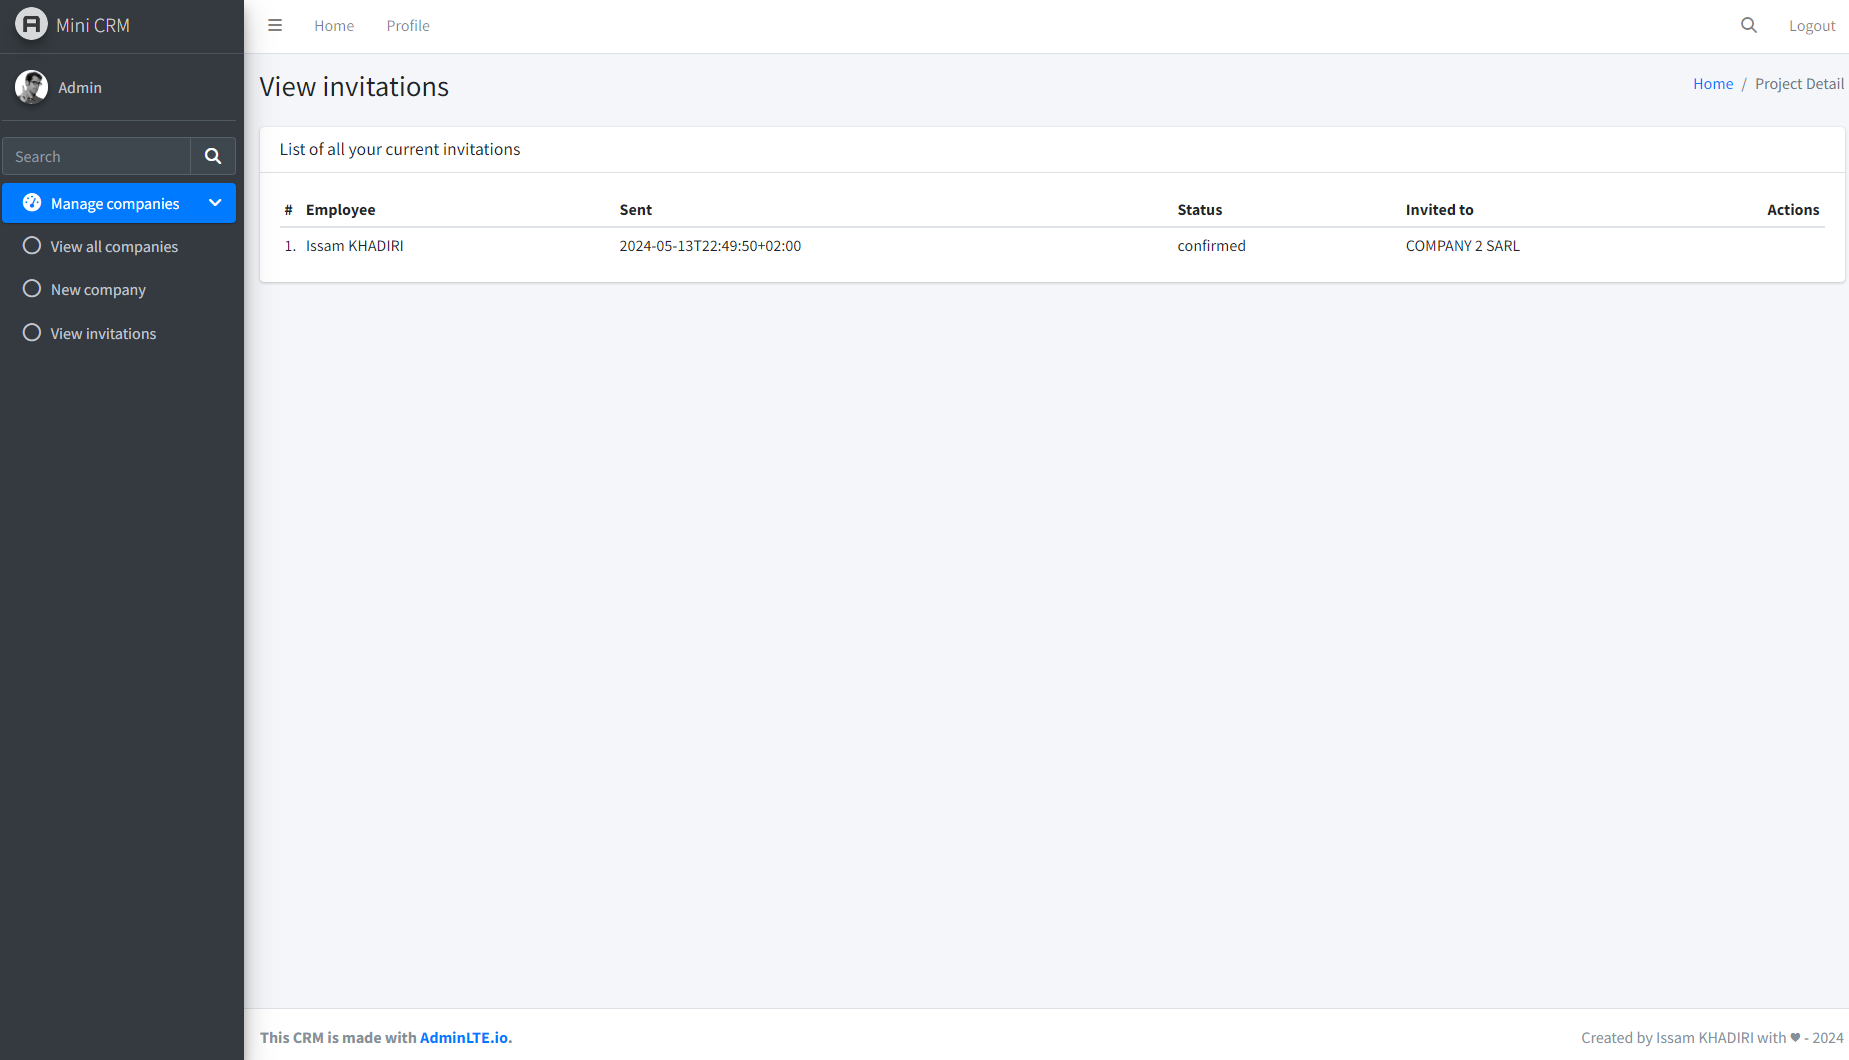 Mini CRM
Home Profile Logout
Admin
View invitations
Home / Project Detail
Search
Manage companies
View all companies
New company
View invitations
List of all your current invitations
# Employee Sent Status Invited to Actions
1. Issam KHADIRI 2024-05-13T22:49:50+02:00 confirmed COMPANY 2 SARL
This CRM is made with AdminLTE.io.
Created by Issam KHADIRI with ♥ - 2024